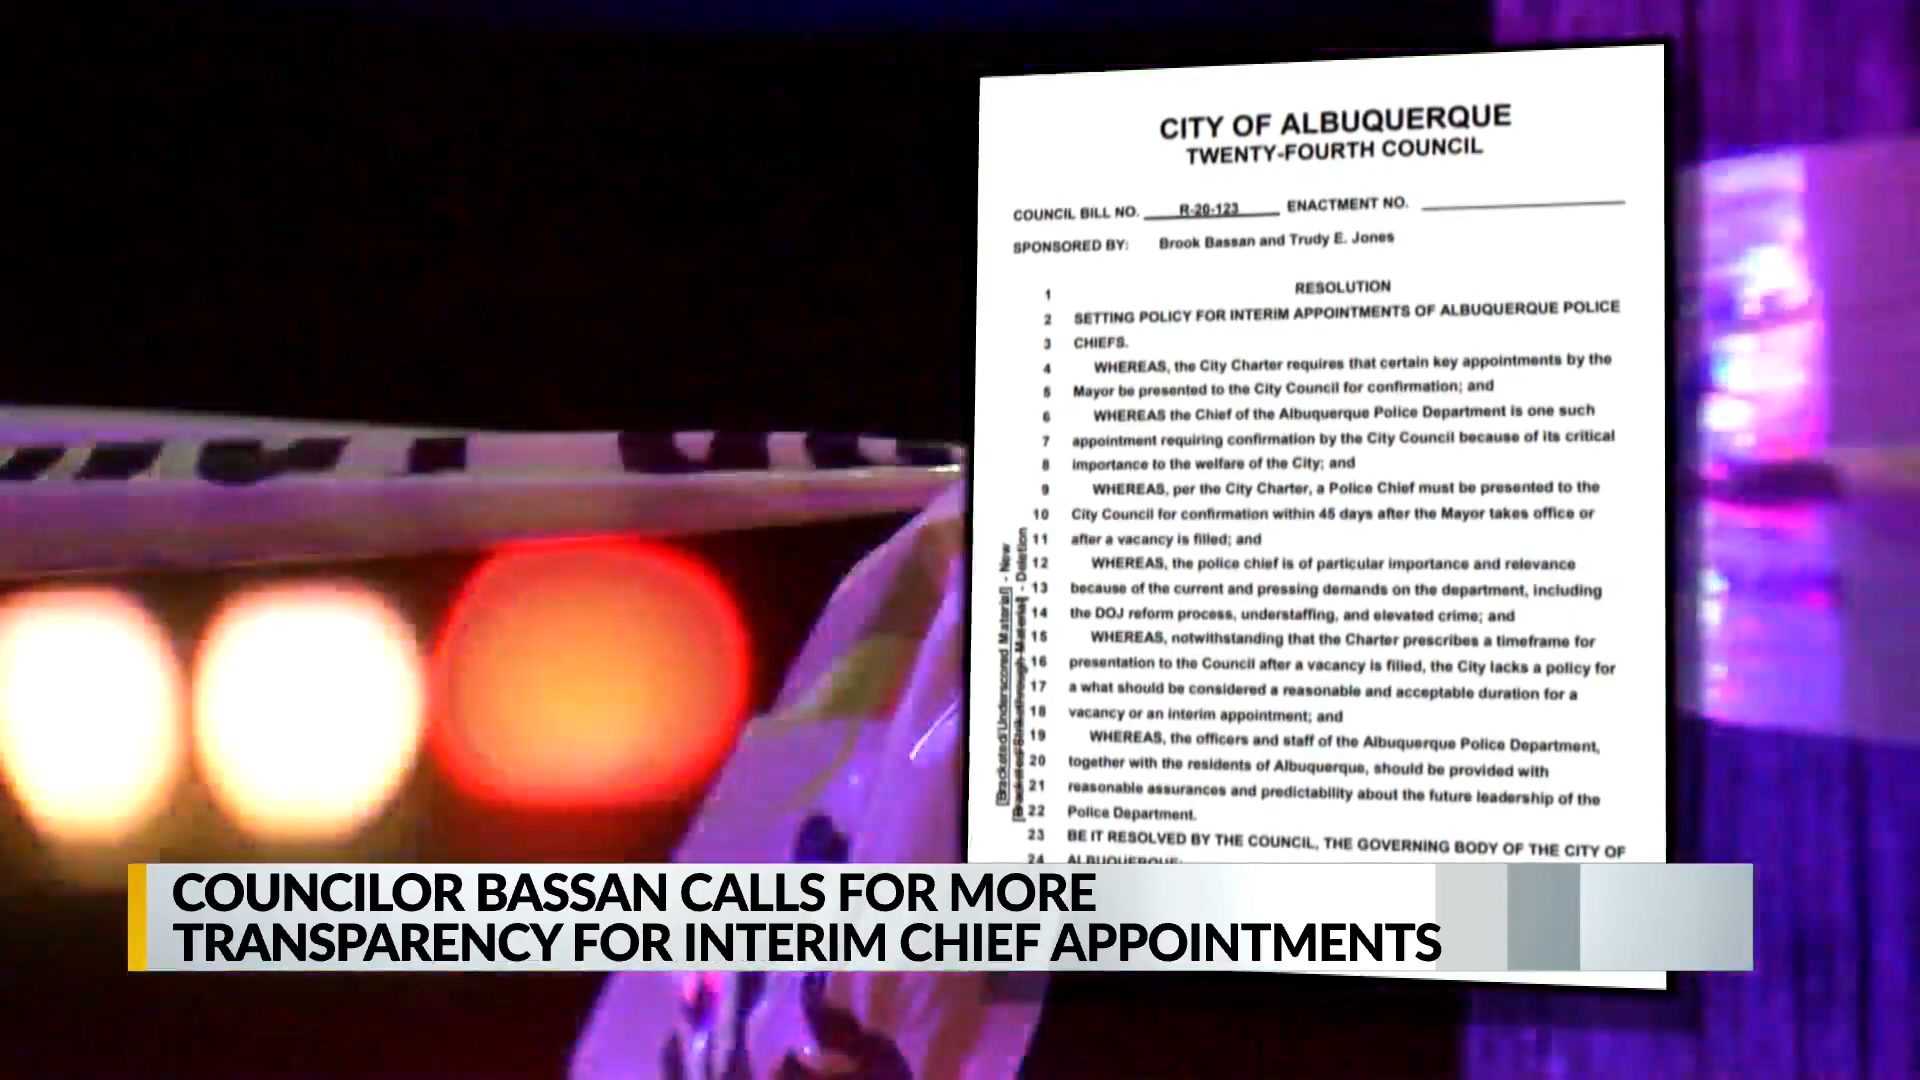 CITY OF ALBUQUERQUE
TWENTY-FOURTH COUNCIL
COUNCIL BILL NO. R-20-123 ENACTMENT NO.
SPONSORED BY: Brook Bassan and Trudy E. Jones
1 RESOLUTION
2 SETTING POLICY FOR INTERIM APPOINTMENTS OF ALBUQUERQUE POLICE
3 CHIEFS.
4 WHEREAS, the City Charter requires that certain key appointments by the
5 Mayor be presented to the City Council for confirmation; and
6 WHEREAS the Chief of the Albuquerque Police Department is one such
7 appointment requiring confirmation by the City Council because of its critical
8 importance to the welfare of the City; and
9 WHEREAS, per the City Charter, a Police Chief must be presented to the
10 City Council for confirmation within 45 days after the Mayor takes office or
11 after a vacancy is filled; and
12 WHEREAS, the police chief is of particular importance and relevance
13 because of the current and pressing demands on the department, including
14 the DOJ reform process, understaffing, and elevated crime; and
15 WHEREAS, notwithstanding that the Charter prescribes a timeframe for
16 presentation to the Council after a vacancy is filled, the City lacks a policy for
17 a what should be considered a reasonable and acceptable duration for a
18 vacancy or an interim appointment; and
19 WHEREAS, the officers and staff of the Albuquerque Police Department,
20 together with the residents of Albuquerque, should be provided with
21 reasonable assurances and predictability about the future leadership of the
22 Police Department.
23 BE IT RESOLVED BY THE COUNCIL, THE GOVERNING BODY OF THE CITY OF
24 ALBUQUERQUE:
[Bracketed/Underscored Material] - New
[Bracketed/Strikethrough Material] - Deletion
COUNCILOR BASSAN CALLS FOR MORE
TRANSPARENCY FOR INTERIM CHIEF APPOINTMENTS